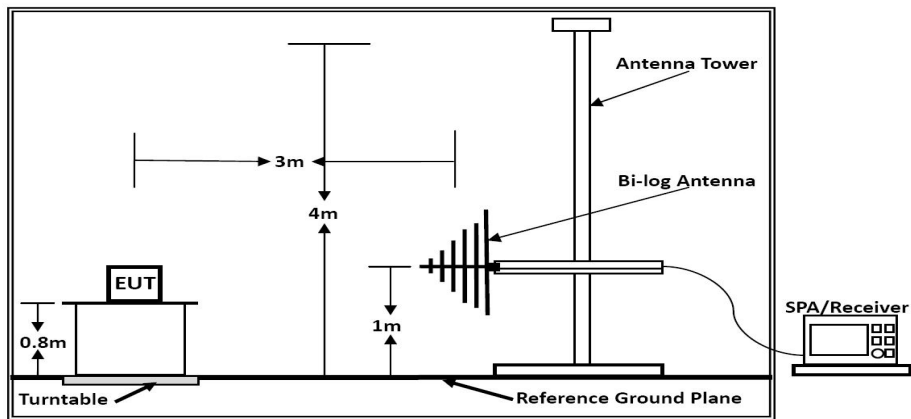 Antenna Tower
3m
Bi-log Antenna
4m
EUT
SPA/Receiver
0.8m
1m
Turntable
Reference Ground Plane